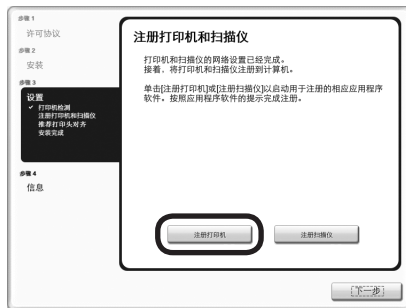 步骤 1
许可协议
步骤 2
安装
步骤 3
设置
✓ 打印机检测
注册打印机和扫描仪
推荐打印头对齐
安装完成
步骤 4
信息
注册打印机和扫描仪
打印机和扫描仪的网络设置已经完成。
接着，将打印机和扫描仪注册到计算机。
单击[注册打印机]或[注册扫描仪]以启动用于注册的相应应用程序
软件。按照应用程序软件的提示完成注册。
注册打印机
注册扫描仪
下一步